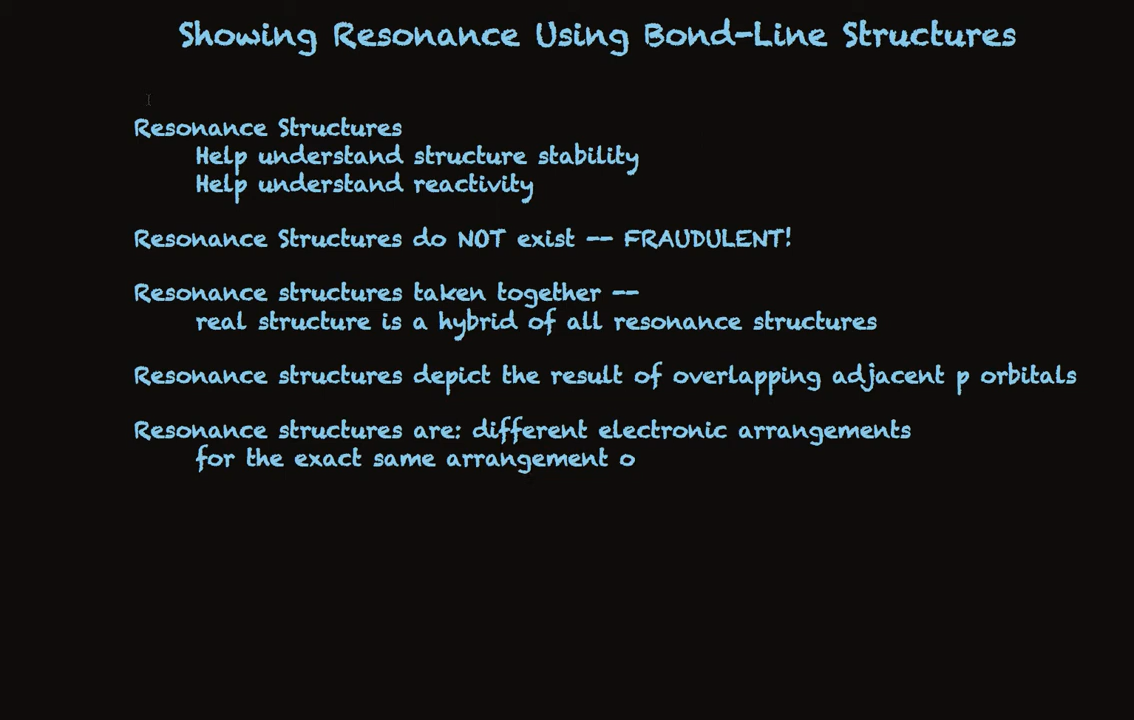 Showing Resonance Using Bond-Line Structures
Resonance Structures
Help understand structure stability
Help understand reactivity
Resonance Structures do NOT exist -- FRAUDULENT!
Resonance structures taken together --
real structure is a hybrid of all resonance structures
Resonance structures depict the result of overlapping adjacent p orbitals
Resonance structures are: different electronic arrangements
for the exact same arrangement o